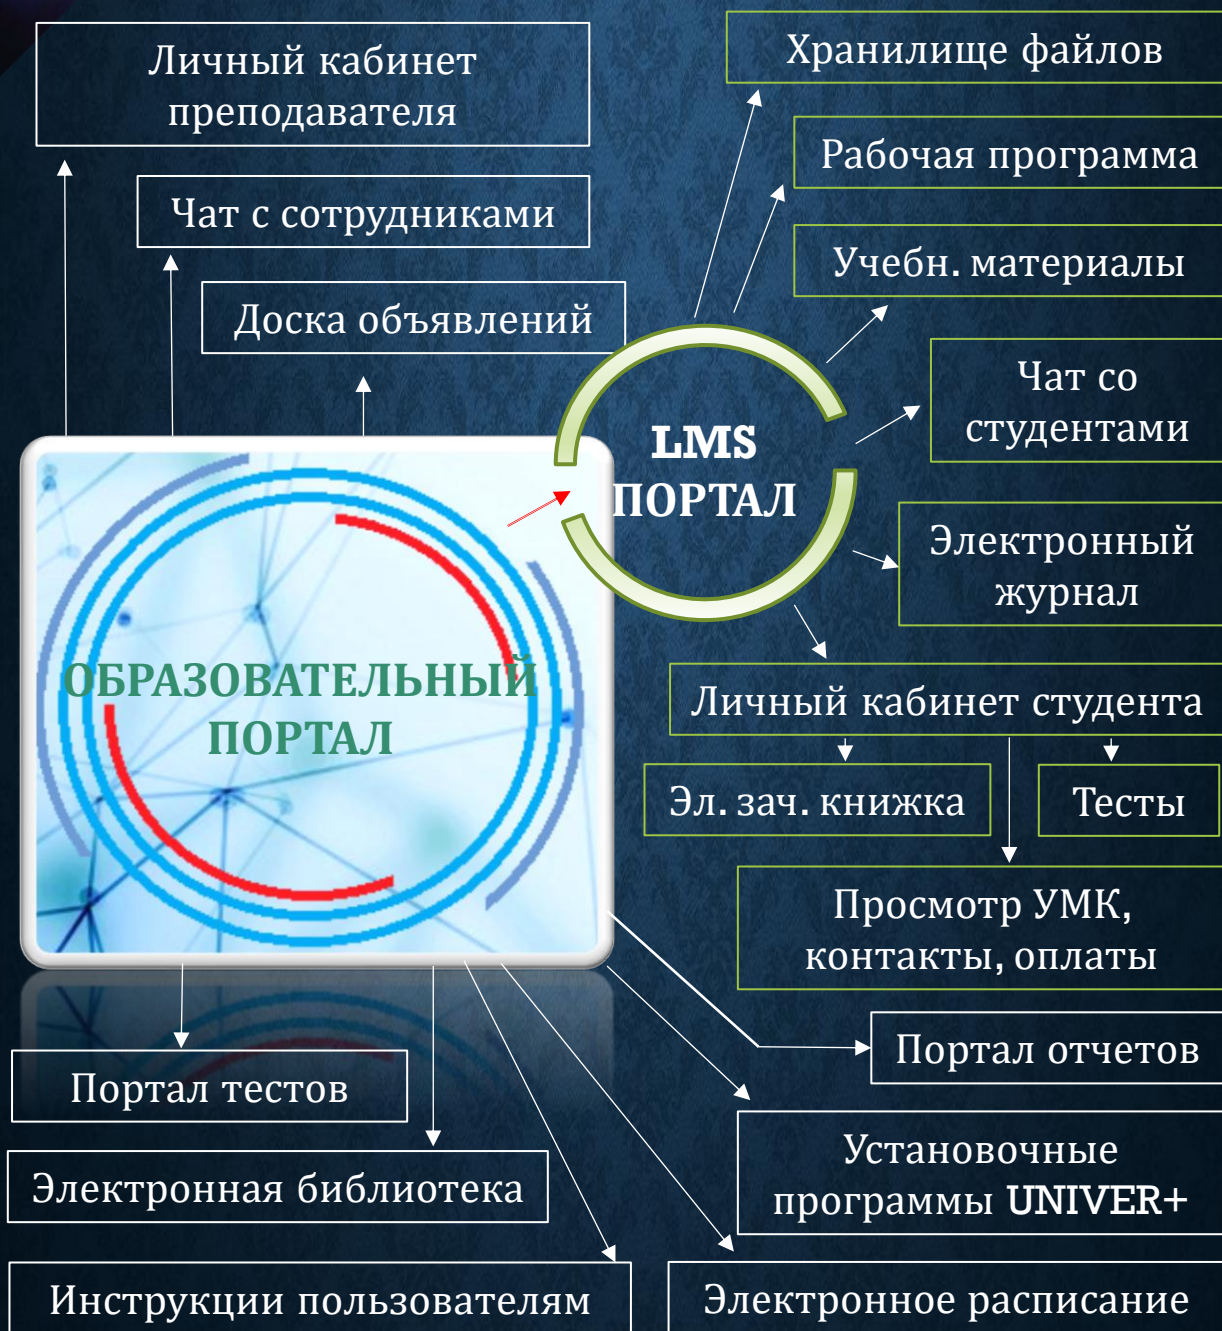 Личный кабинет
преподавателя
Чат с сотрудниками
Доска объявлений
Хранилище файлов
Рабочая программа
Учебн. материалы
Чат со
студентами
LMS
ПОРТАЛ
Электронный
журнал
ОБРАЗОВАТЕЛЬНЫЙ
ПОРТАЛ
Личный кабинет студента
Эл. зач. книжка
Тесты
Просмотр УМК,
контакты, оплаты
Портал отчетов
Портал тестов
Установочные
программы UNIVER+
Электронная библиотека
Инструкции пользователям
Электронное расписание